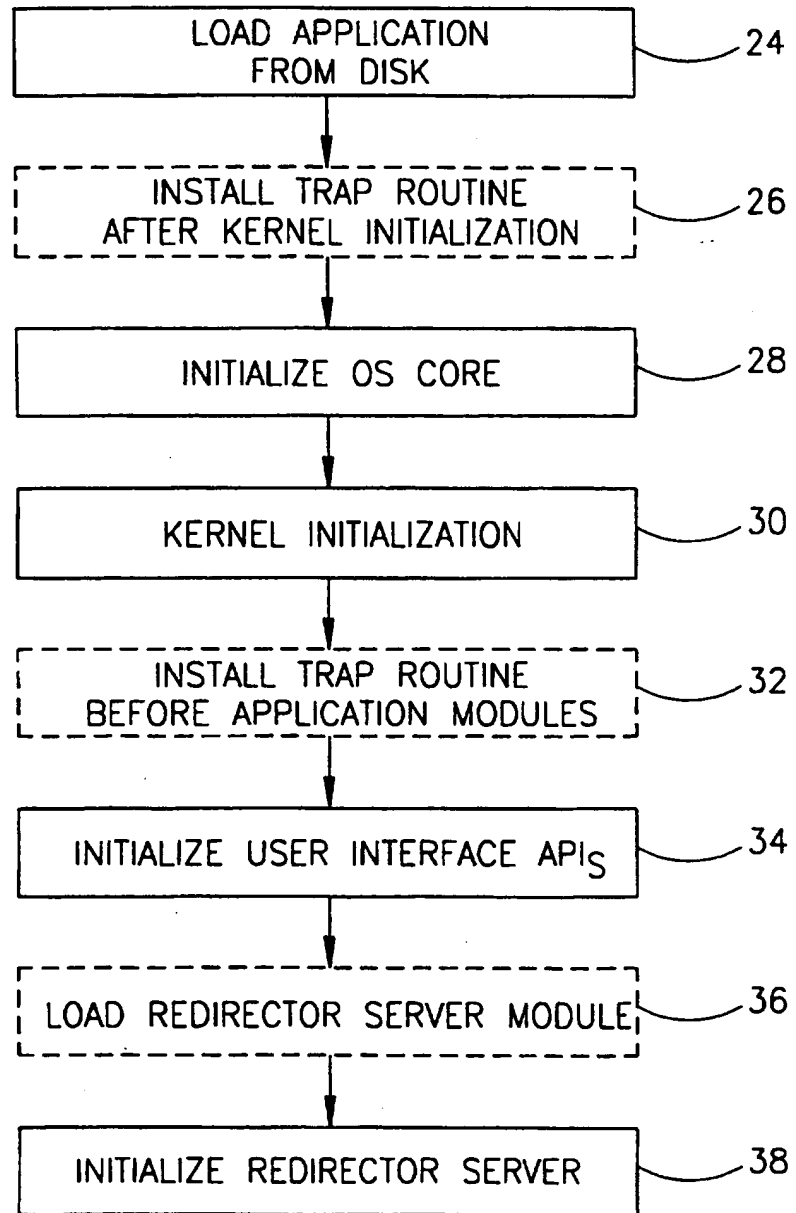 LOAD APPLICATION
FROM DISK
24
INSTALL TRAP ROUTINE
AFTER KERNEL INITIALIZATION
26
INITIALIZE OS CORE
28
KERNEL INITIALIZATION
30
INSTALL TRAP ROUTINE
BEFORE APPLICATION MODULES
32
INITIALIZE USER INTERFACE APIS
34
LOAD REDIRECTOR SERVER MODULE
36
INITIALIZE REDIRECTOR SERVER
38